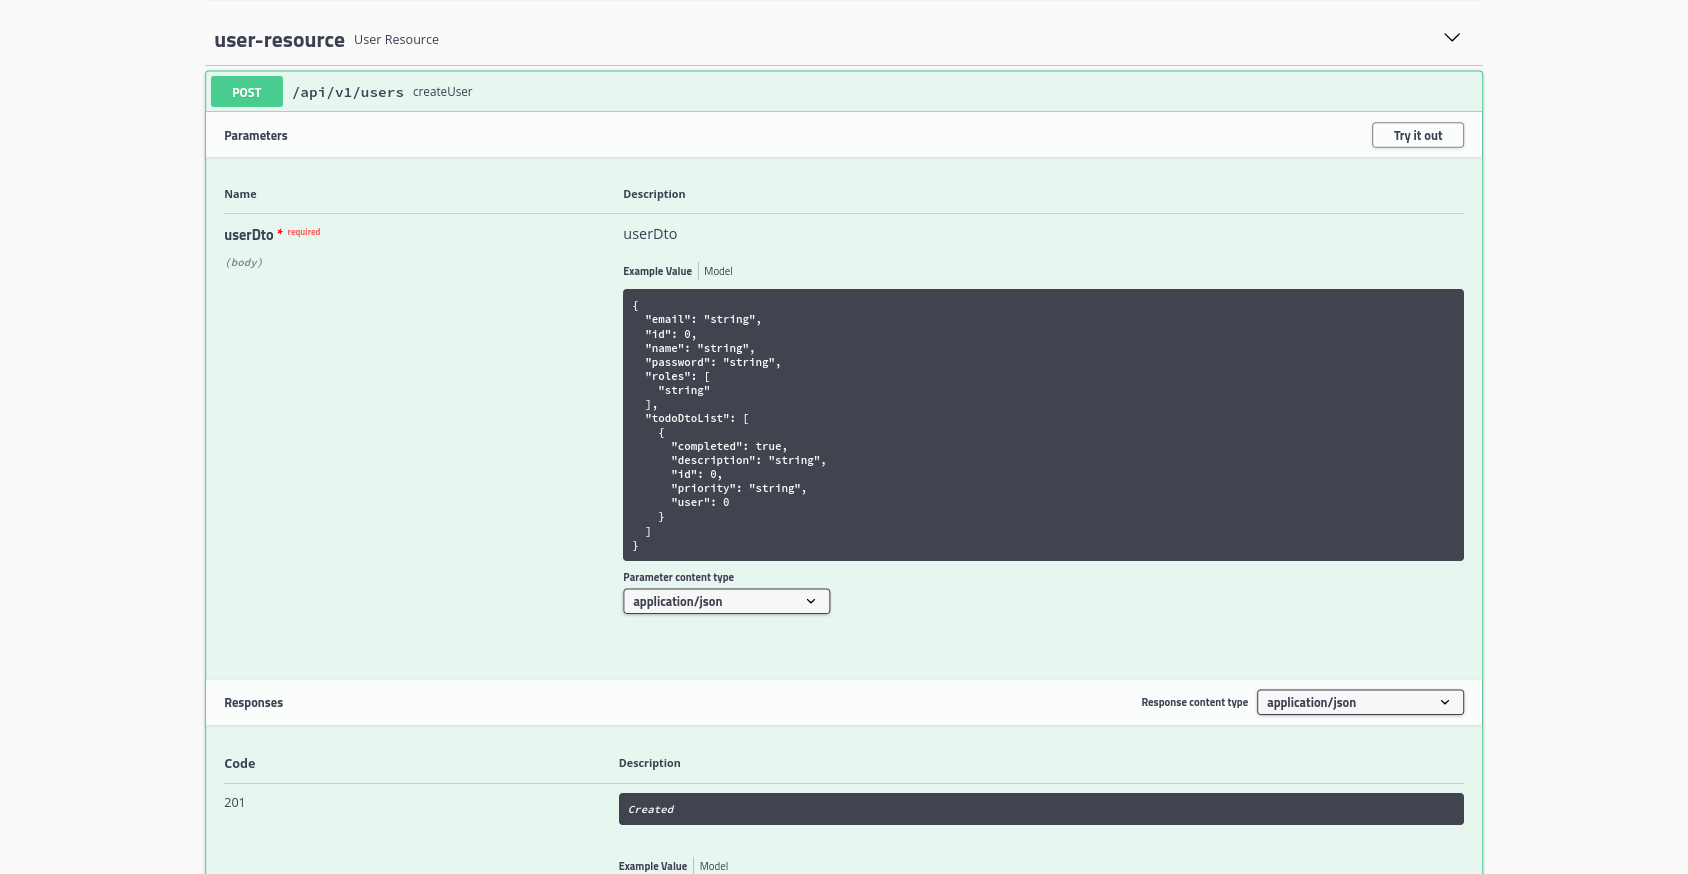 user-resource User Resource
POST /api/v1/users createUser
Parameters Try it out
Name Description
userDto * required userDto
(body)
Example Value Model
{
  "email": "string",
  "id": 0,
  "name": "string",
  "password": "string",
  "roles": [
    "string"
  ],
  "todoDtoList": [
    {
      "completed": true,
      "description": "string",
      "id": 0,
      "priority": "string",
      "user": 0
    }
  ]
}
Parameter content type
application/json
Responses Response content type application/json
Code Description
201 Created
Example Value Model